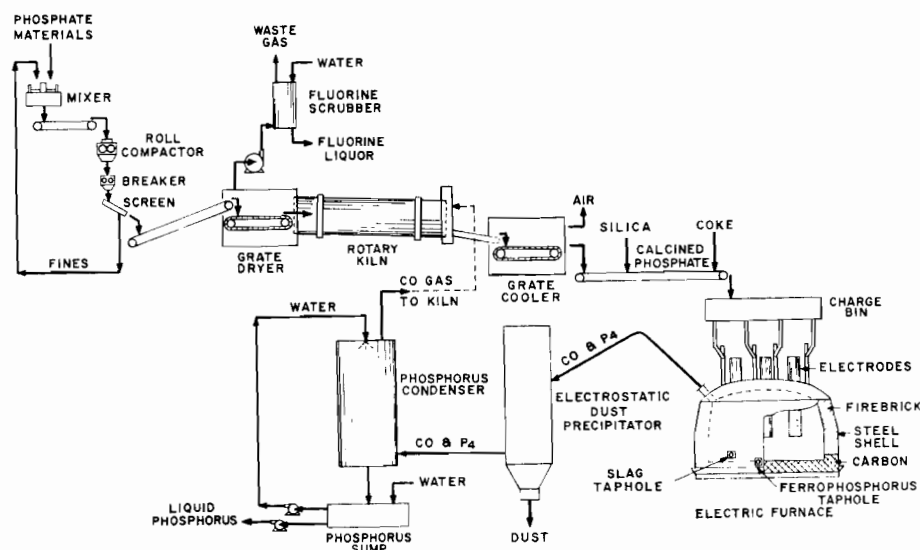 PHOSPHATE
MATERIALS
MIXER
ROLL
COMPACTOR
BREAKER
SCREEN
FINES
WASTE
GAS
WATER
FLUORINE
SCRUBBER
FLUORINE
LIQUOR
GRATE
DRYER
ROTARY
KILN
AIR
GRATE
COOLER
SILICA
COKE
CALCINED
PHOSPHATE
CHARGE
BIN
ELECTRODES
FIREBRICK
STEEL
SHELL
CARBON
FERROPHOSPHORUS
TAPHOLE
SLAG
TAPHOLE
ELECTRIC FURNACE
CO & P4
ELECTROSTATIC
DUST
PRECIPITATOR
DUST
CO & P4
CO GAS
TO KILN
WATER
PHOSPHORUS
CONDENSER
WATER
LIQUID
PHOSPHORUS
PHOSPHORUS
SUMP